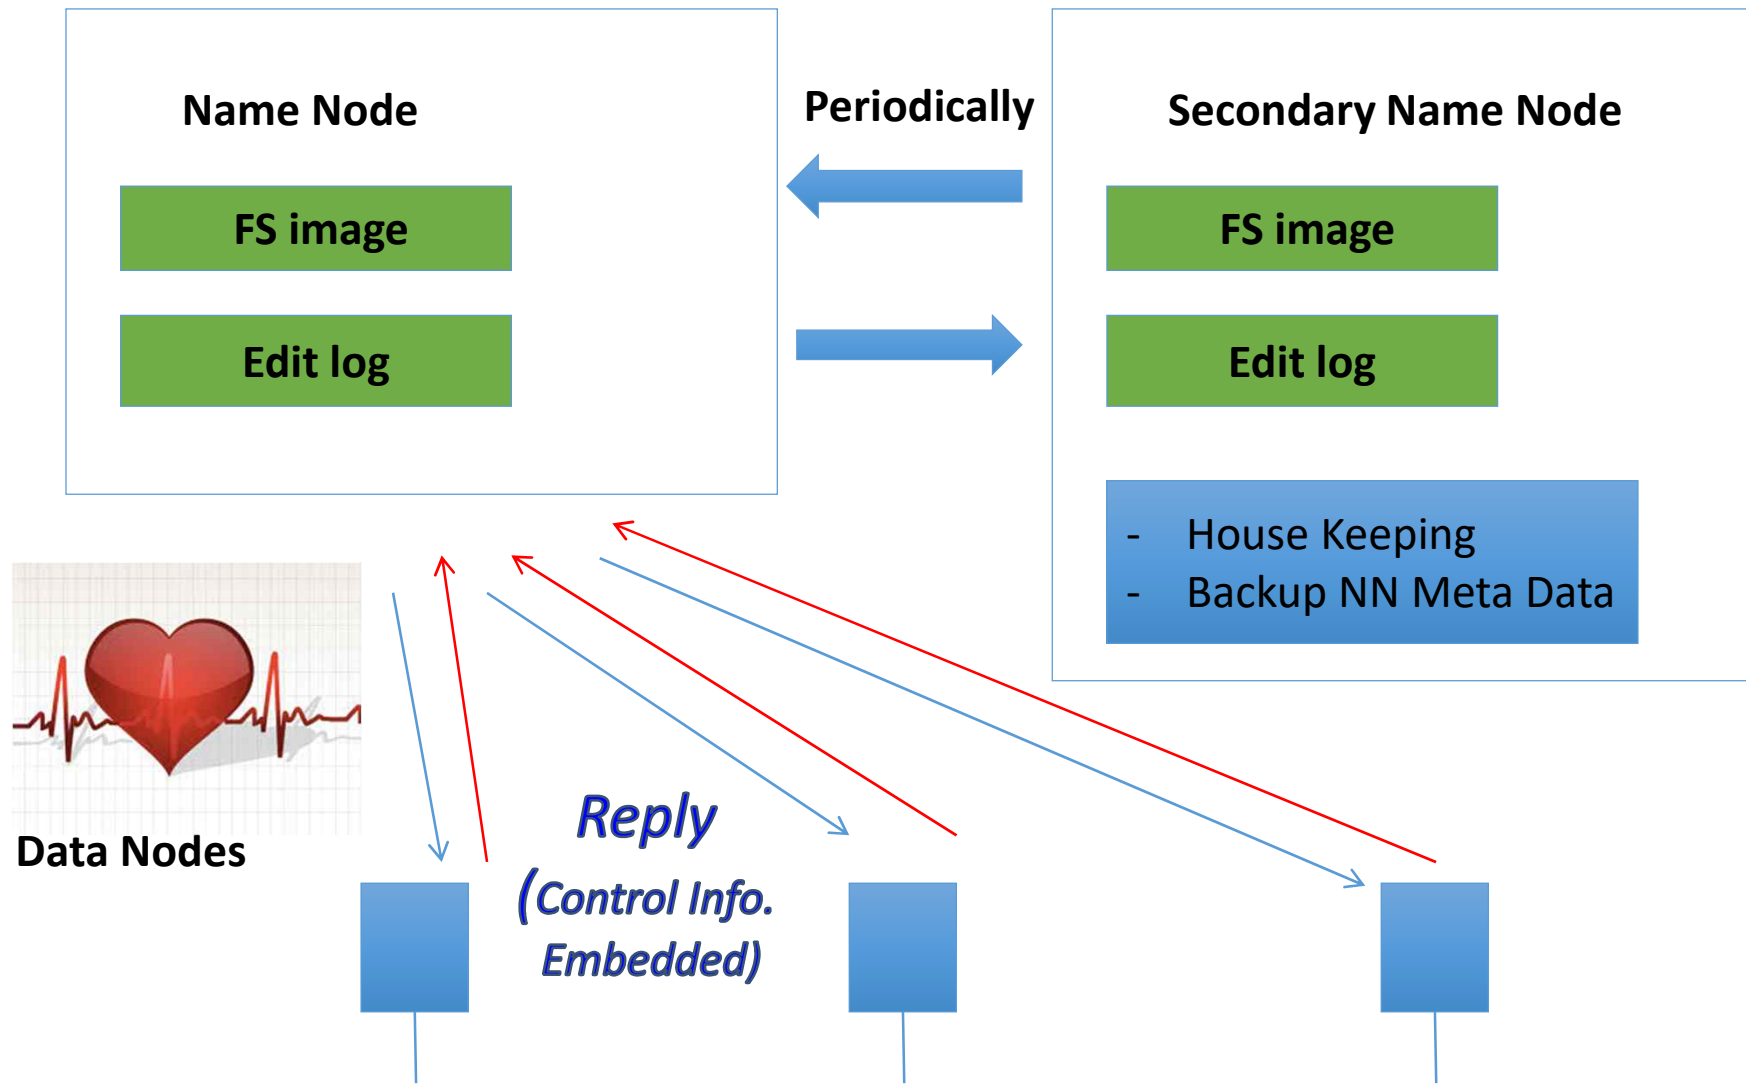 Name Node
Periodically
Secondary Name Node
FS image
FS image
Edit log
Edit log
- House Keeping
- Backup NN Meta Data
Reply
(Control Info.
Embedded)
Data Nodes